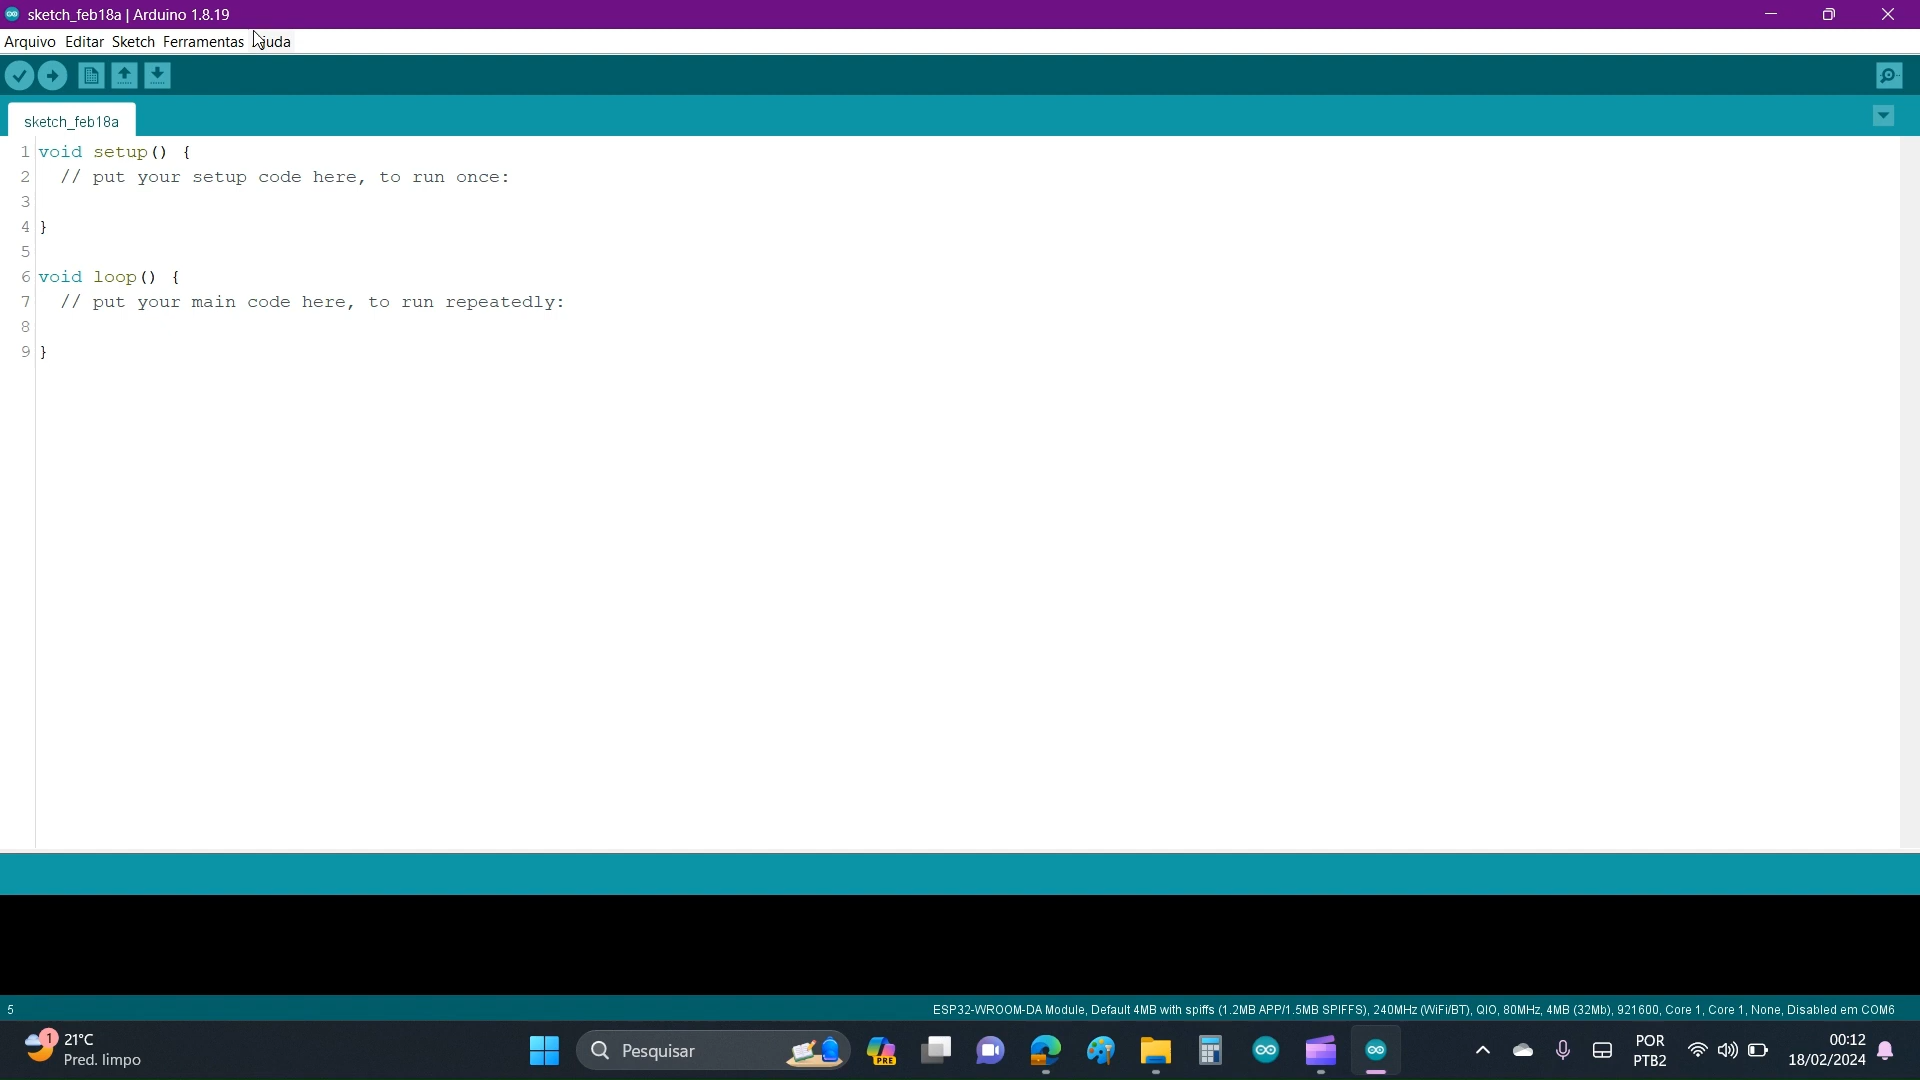 sketch_feb18a | Arduino 1.8.19
Arquivo Editar Sketch Ferramentas Ajuda
sketch_feb18a
1 void setup() {
2 // put your setup code here, to run once:
3
4 }
5
6 void loop() {
7 // put your main code here, to run repeatedly:
8
9 }
5
ESP32-WROOM-DA Module, Default 4MB with spiffs (1.2MB APP/1.5MB SPIFFS), 240MHz (WiFi/BT), QIO, 80MHz, 4MB (32Mb), 921600, Core 1, Core 1, None, Disabled em COM6
1
21°C
Pred. limpo
Pesquisar
PRE
POR
PTB2
00:12
18/02/2024